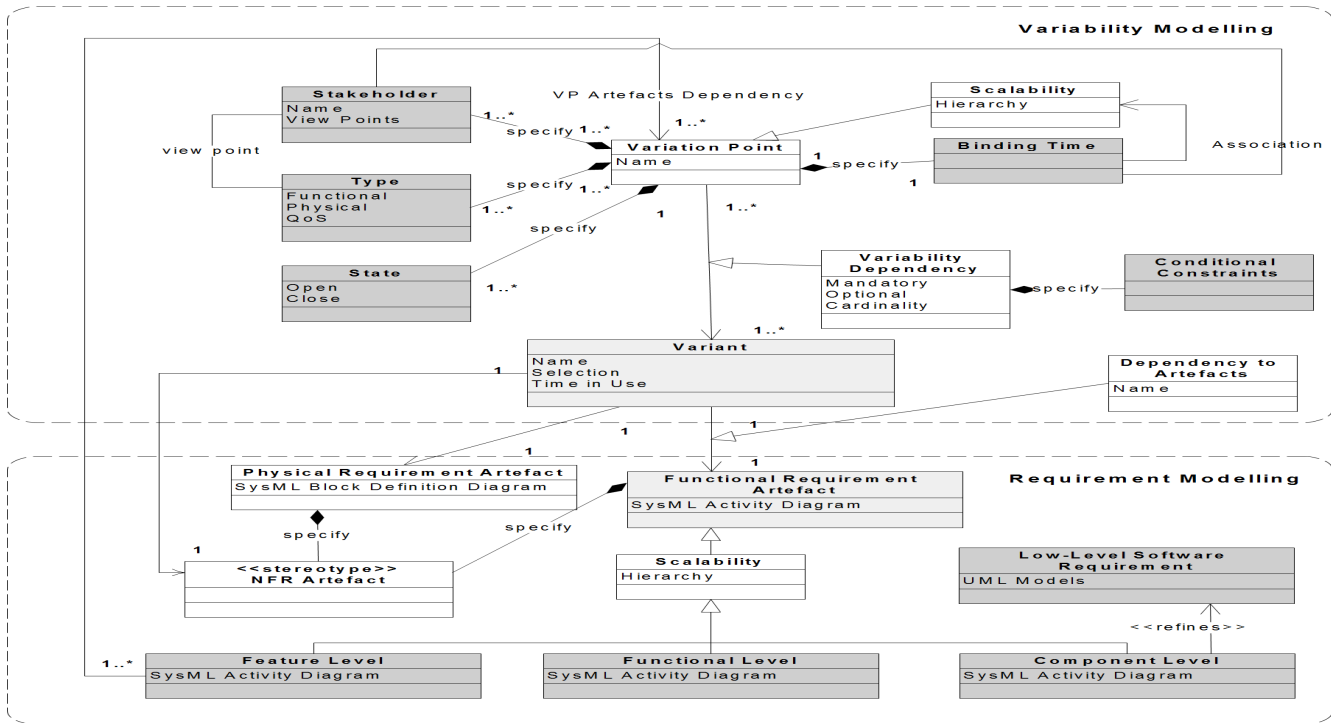 Variability Modelling
Stakeholder
Name
View Points
1..*
specify
1..*
VP Artefacts Dependency
1..*
Scalability
Hierarchy
Association
view point
Variation Point
Name
1
specify
1
Binding Time
Type
Functional
Physical
QoS
specify
1..*
1..*
specify
1
1..*
State
Open
Close
1..*
Variability
Dependency
Mandatory
Optional
Cardinality
specify
Conditional
Constraints
1..*
Variant
Name
Selection
Time in Use
1
Dependency to
Artefacts
Name
1
1
1
1
Requirement Modelling
Physical Requirement Artefact
SysML Block Definition Diagram
Functional Requirement
Artefact
SysML Activity Diagram
specify
specify
1
<<stereotype>>
NFR Artefact
Scalability
Hierarchy
Low-Level Software
Requirement
UML Models
<<refines>>
1..*
Feature Level
SysML Activity Diagram
Functional Level
SysML Activity Diagram
Component Level
SysML Activity Diagram